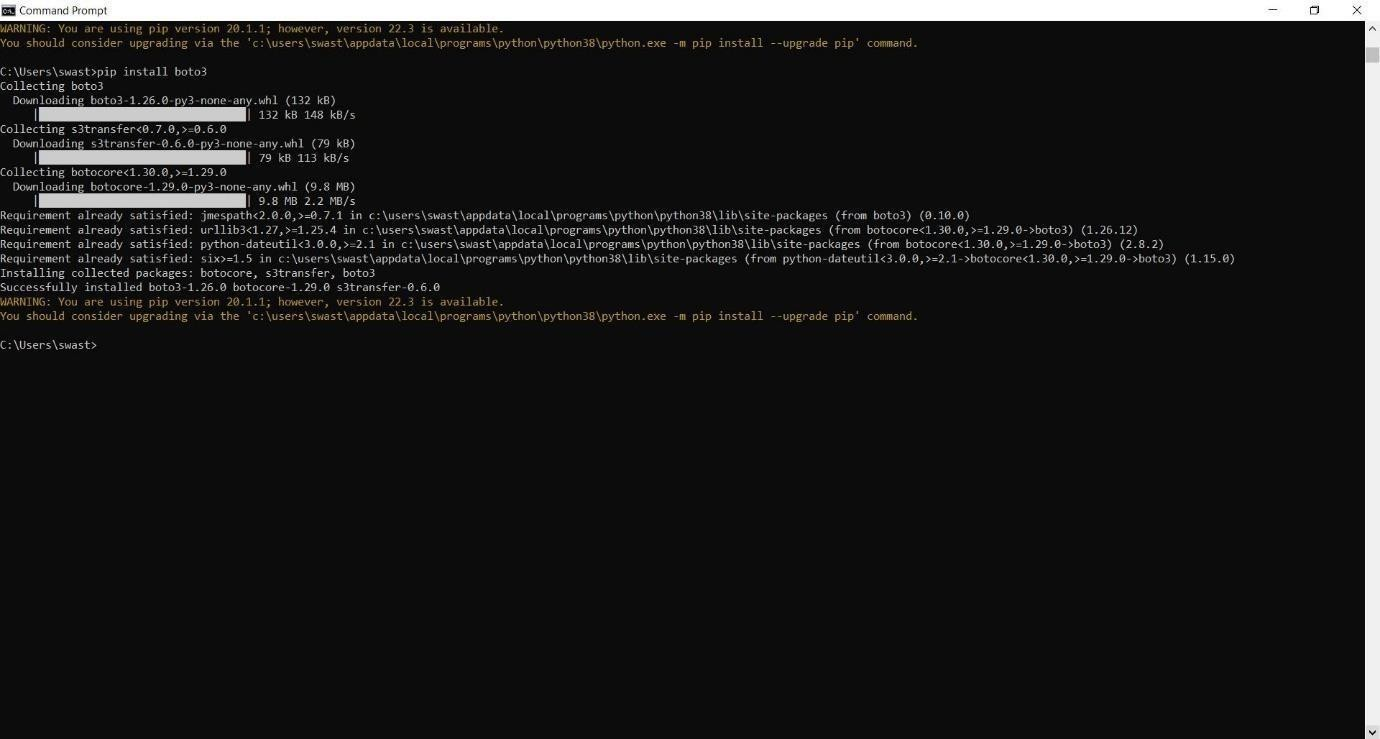 Command Prompt
WARNING: You are using pip version 20.1.1; however, version 22.3 is available.
You should consider upgrading via the 'c:\users\swast\appdata\local\programs\python\python38\python.exe -m pip install --upgrade pip' command.
C:\Users\swast>pip install boto3
Collecting boto3
Downloading boto3-1.26.0-py3-none-any.whl (132 kB)
| | 132 kB 148 kB/s
Collecting s3transfer<0.7.0,>=0.6.0
Downloading s3transfer-0.6.0-py3-none-any.whl (79 kB)
| | 79 kB 113 kB/s
Collecting botocore<1.30.0,>=1.29.0
Downloading botocore-1.29.0-py3-none-any.whl (9.8 MB)
| | 9.8 MB 2.2 MB/s
Requirement already satisfied: jmespath<2.0.0,>=0.7.1 in c:\users\swast\appdata\local\programs\python\python38\lib\site-packages (from boto3) (0.10.0)
Requirement already satisfied: urllib3<1.27,>=1.25.4 in c:\users\swast\appdata\local\programs\python\python38\lib\site-packages (from botocore<1.30.0,>=1.29.0->boto3) (1.26.12)
Requirement already satisfied: python-dateutil<3.0.0,>=2.1 in c:\users\swast\appdata\local\programs\python\python38\lib\site-packages (from botocore<1.30.0,>=1.29.0->boto3) (2.8.2)
Requirement already satisfied: six>=1.5 in c:\users\swast\appdata\local\programs\python\python38\lib\site-packages (from python-dateutil<3.0.0,>=2.1->botocore<1.30.0,>=1.29.0->boto3) (1.15.0)
Installing collected packages: botocore, s3transfer, boto3
Successfully installed boto3-1.26.0 botocore-1.29.0 s3transfer-0.6.0
WARNING: You are using pip version 20.1.1; however, version 22.3 is available.
You should consider upgrading via the 'c:\users\swast\appdata\local\programs\python\python38\python.exe -m pip install --upgrade pip' command.
C:\Users\swast>